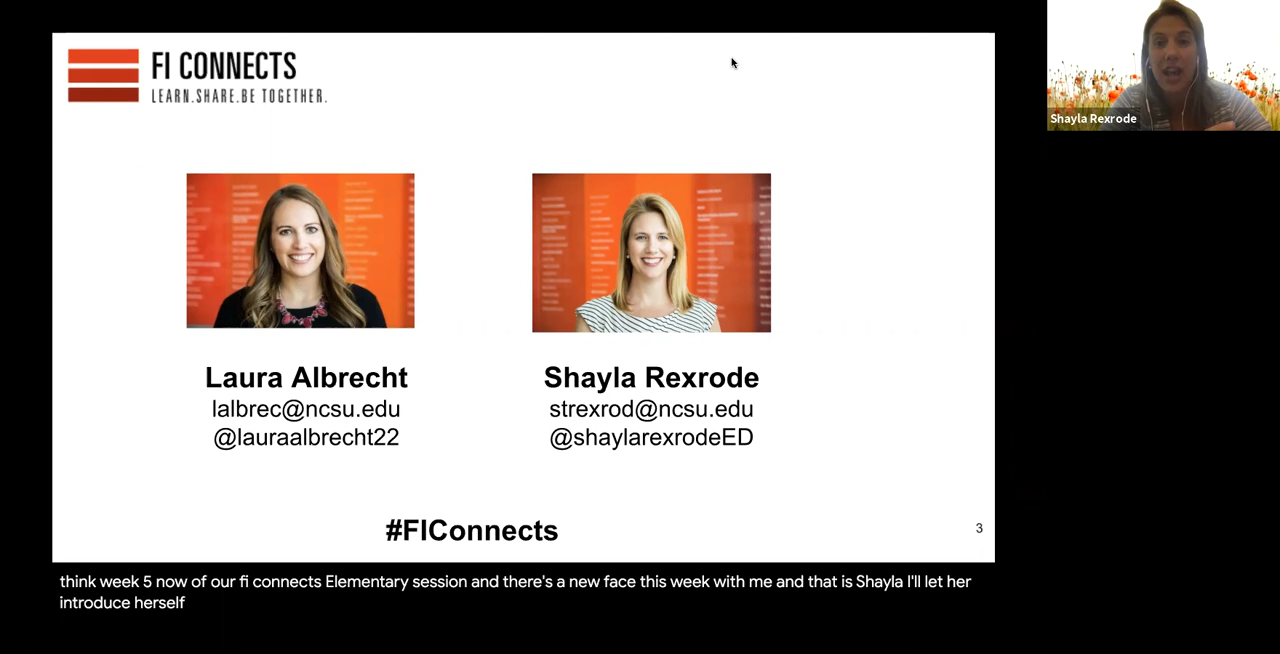 FI CONNECTS
LEARN.SHARE.BE TOGETHER.
Shayla Rexrode
Laura Albrecht
lalbrec@ncsu.edu
@lauraalbrecht22
Shayla Rexrode
strexrod@ncsu.edu
@shaylarexrodeED
#FIConnects
3
think week 5 now of our fi connects Elementary session and there's a new face this week with me and that is Shayla I'll let her
introduce herself